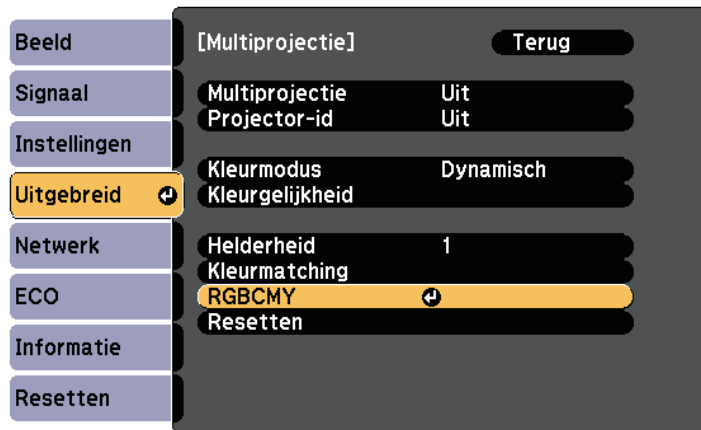 Beeld
Signaal
Instellingen
Uitgebreid
Netwerk
ECO
Informatie
Resetten
[Multiprojectie] Terug
Multiprojectie Uit
Projector-id Uit
Kleurmodus Dynamisch
Kleurgelijkheid
Helderheid 1
Kleurmatching
RGBCMY
Resetten